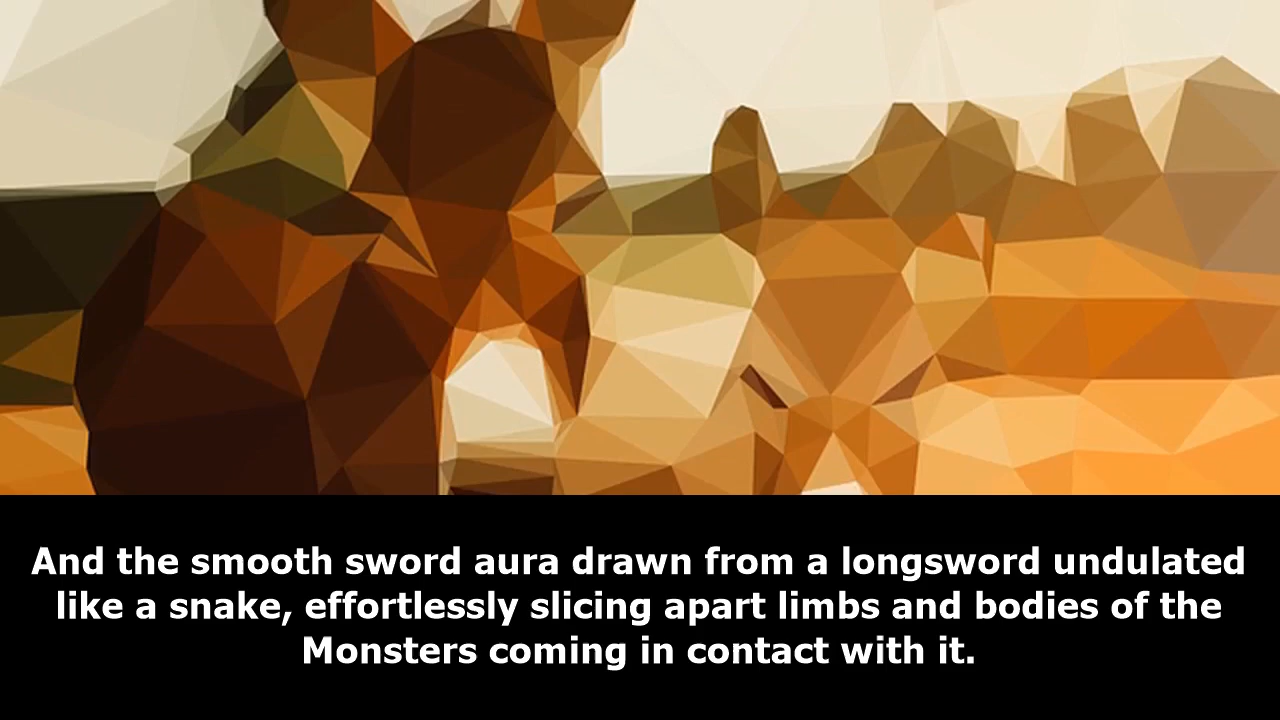 And the smooth sword aura drawn from a longsword undulated
like a snake, effortlessly slicing apart limbs and bodies of the
Monsters coming in contact with it.